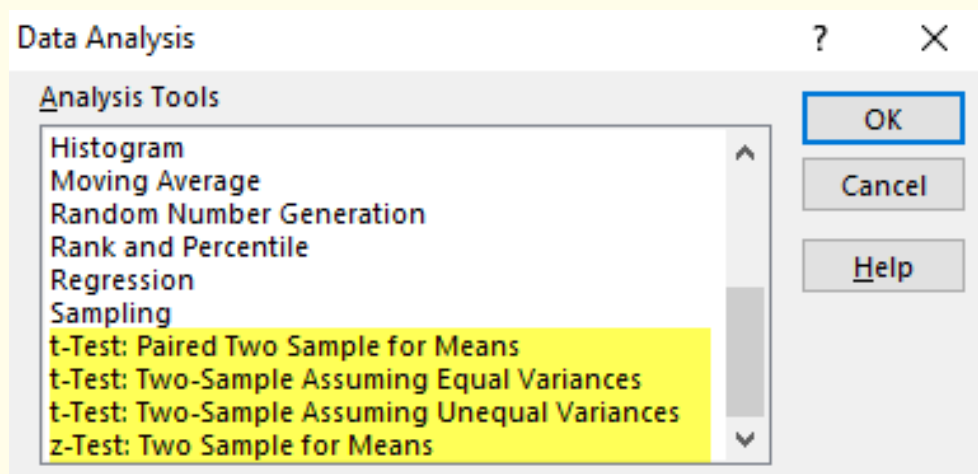 Data Analysis ? ×
Analysis Tools
Histogram
Moving Average
Random Number Generation
Rank and Percentile
Regression
Sampling
t-Test: Paired Two Sample for Means
t-Test: Two-Sample Assuming Equal Variances
t-Test: Two-Sample Assuming Unequal Variances
z-Test: Two Sample for Means
OK
Cancel
Help